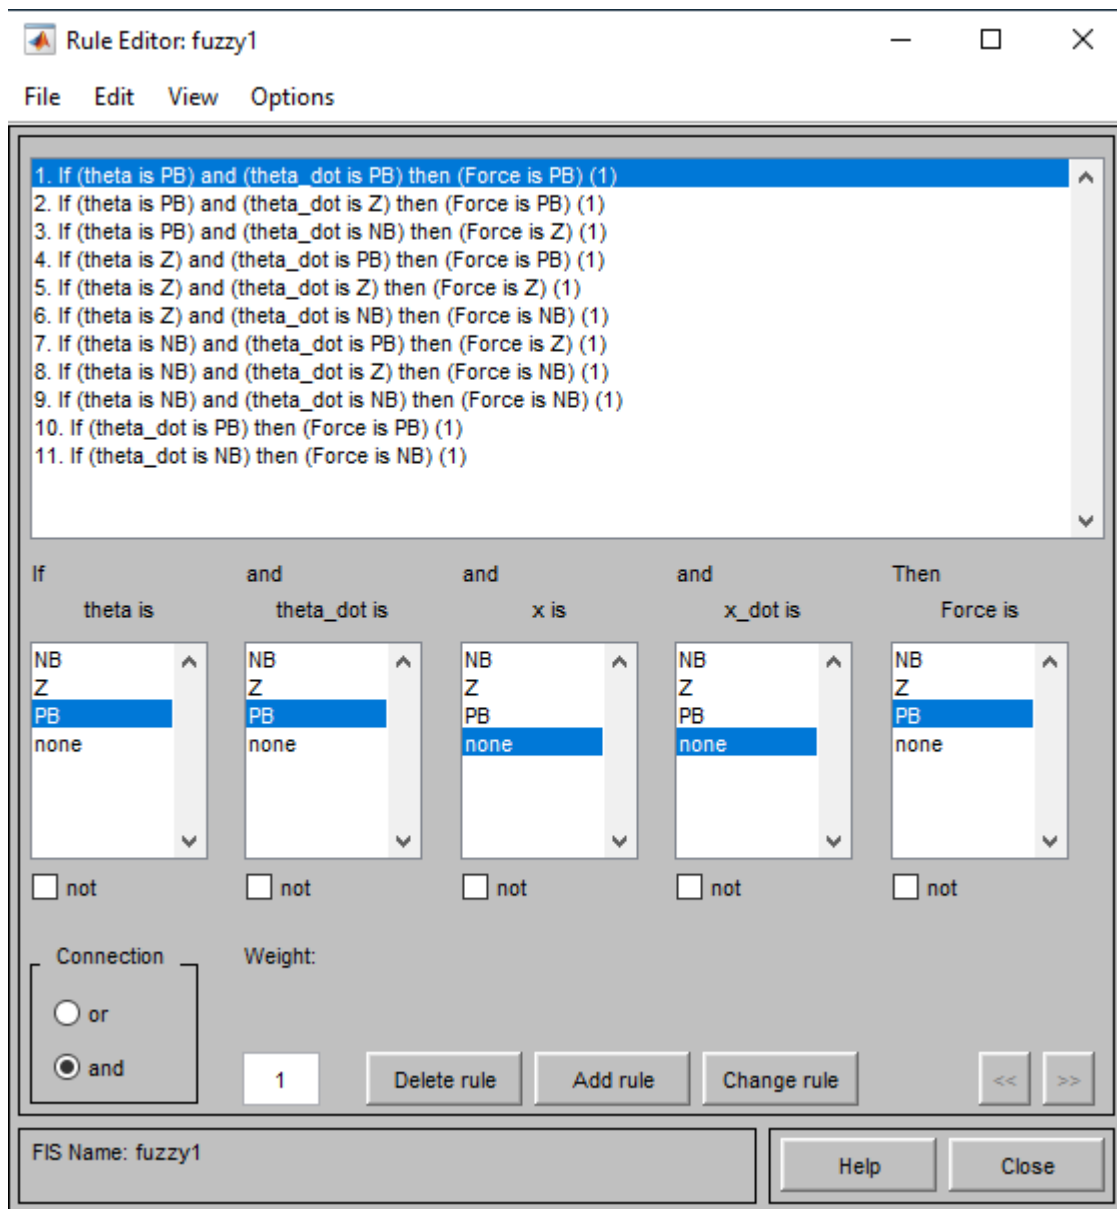 Rule Editor: fuzzy1
File Edit View Options
1. If (theta is PB) and (theta_dot is PB) then (Force is PB) (1)
2. If (theta is PB) and (theta_dot is Z) then (Force is PB) (1)
3. If (theta is PB) and (theta_dot is NB) then (Force is Z) (1)
4. If (theta is Z) and (theta_dot is PB) then (Force is PB) (1)
5. If (theta is Z) and (theta_dot is Z) then (Force is Z) (1)
6. If (theta is Z) and (theta_dot is NB) then (Force is NB) (1)
7. If (theta is NB) and (theta_dot is PB) then (Force is Z) (1)
8. If (theta is NB) and (theta_dot is Z) then (Force is NB) (1)
9. If (theta is NB) and (theta_dot is NB) then (Force is NB) (1)
10. If (theta_dot is PB) then (Force is PB) (1)
11. If (theta_dot is NB) then (Force is NB) (1)
If and and and Then
theta is theta_dot is x is x_dot is Force is
NB NB NB NB NB
Z Z Z Z Z
PB PB PB PB PB
none none none none none
not not not not not
Connection Weight:
or
and 1 Delete rule Add rule Change rule << >>
FIS Name: fuzzy1 Help Close